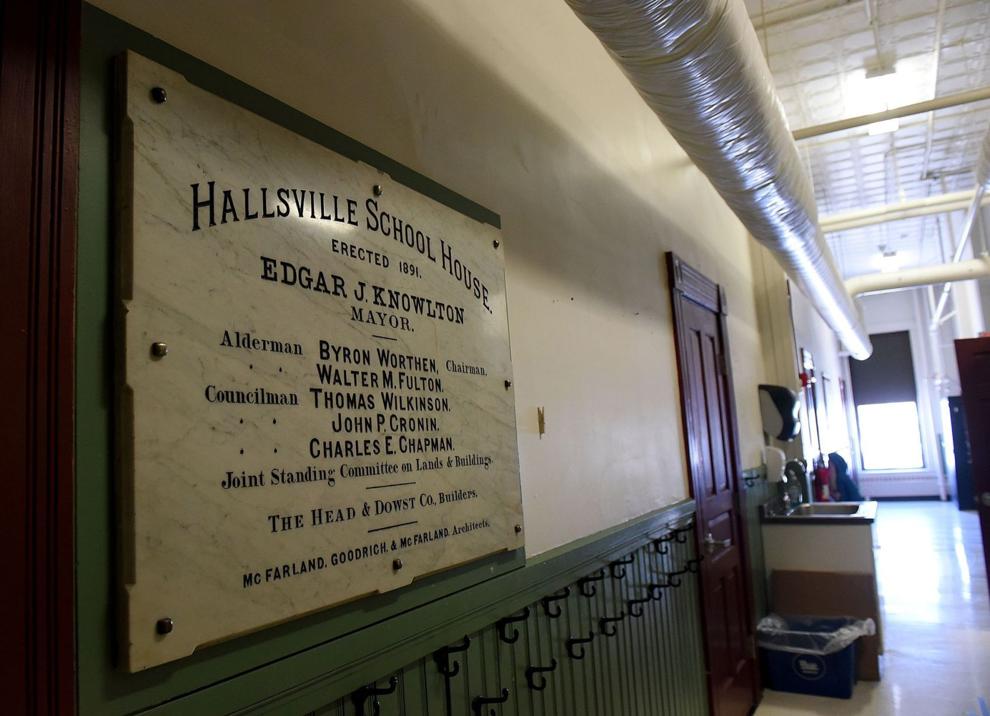 HALLSVILLE SCHOOL HOUSE.
ERECTED 1891.
EDGAR J. KNOWLTON
MAYOR.
Alderman BYRON WORTHEN, Chairman.
" " WALTER M. FULTON.
Councilman THOMAS WILKINSON.
" " JOHN P. CRONIN.
" " CHARLES E. CHAPMAN.
Joint Standing Committee on Lands & Buildings.
THE HEAD & DOWST CO., Builders.
MCFARLAND, GOODRICH, & MCFARLAND, Architects.